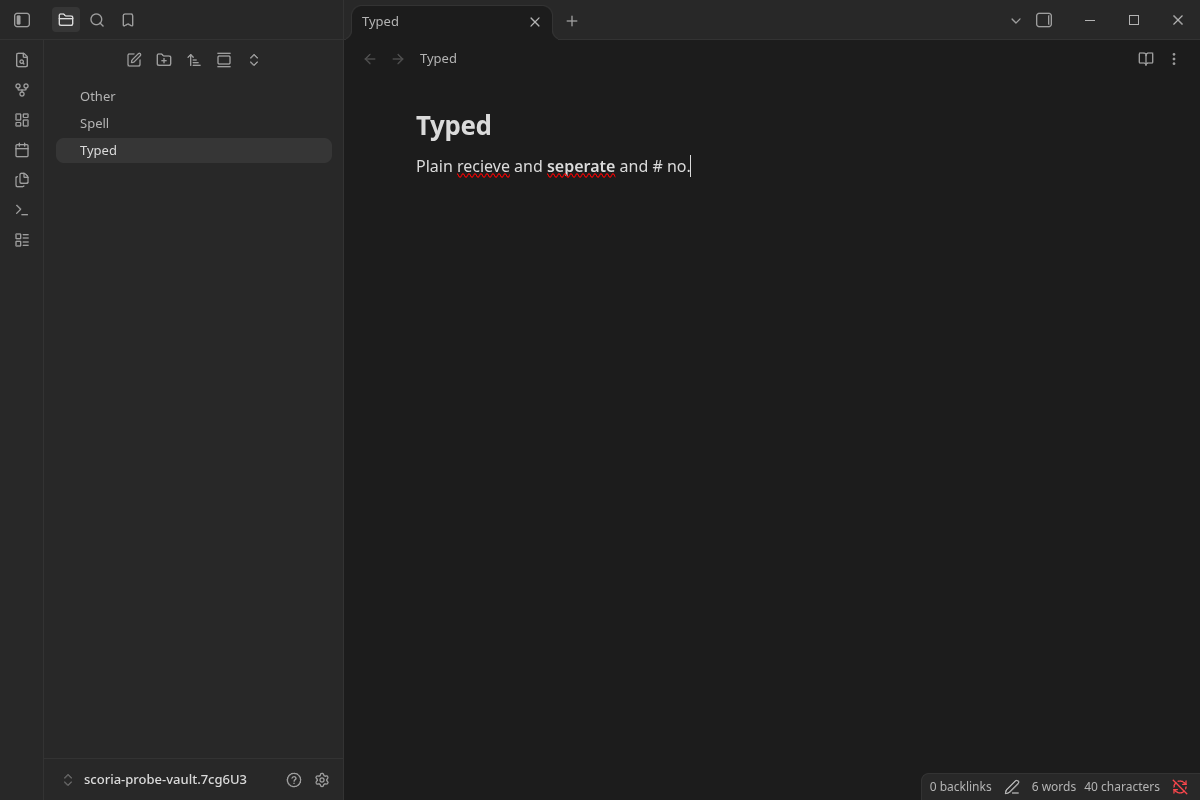 Typed
Typed
Other
Spell
Typed
Typed
Plain recieve and seperate and # no.
scoria-probe-vault.7cg6U3
0 backlinks
6 words
40 characters